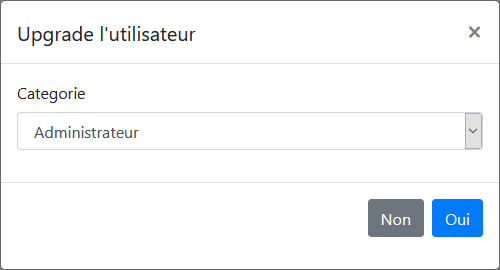 Upgrade l'utilisateur ×
Categorie
Administrateur
Non Oui